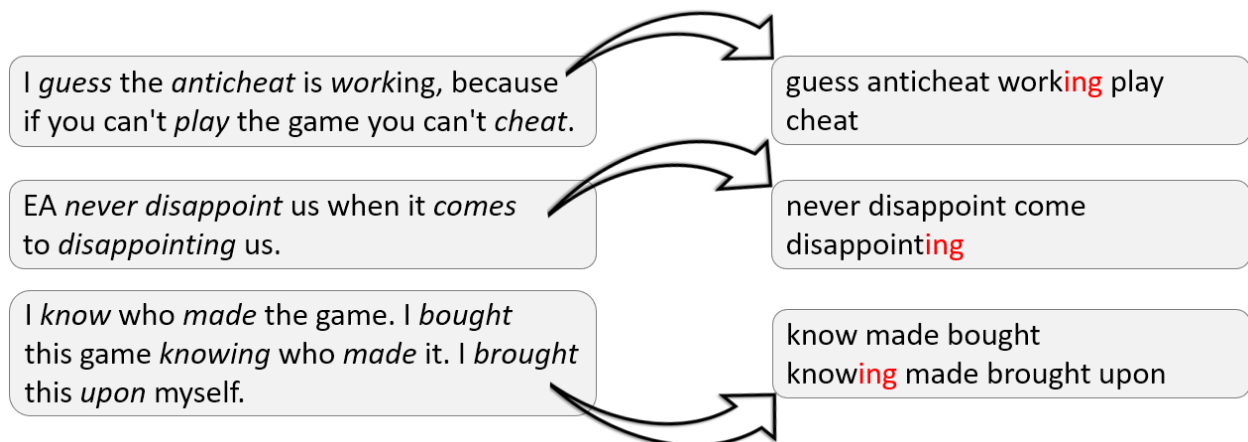 I guess the anticheat is working, because
if you can't play the game you can't cheat.
guess anticheat working play
cheat
EA never disappoint us when it comes
to disappointing us.
never disappoint come
disappointing
I know who made the game. I bought
this game knowing who made it. I brought
this upon myself.
know made bought
knowing made brought upon